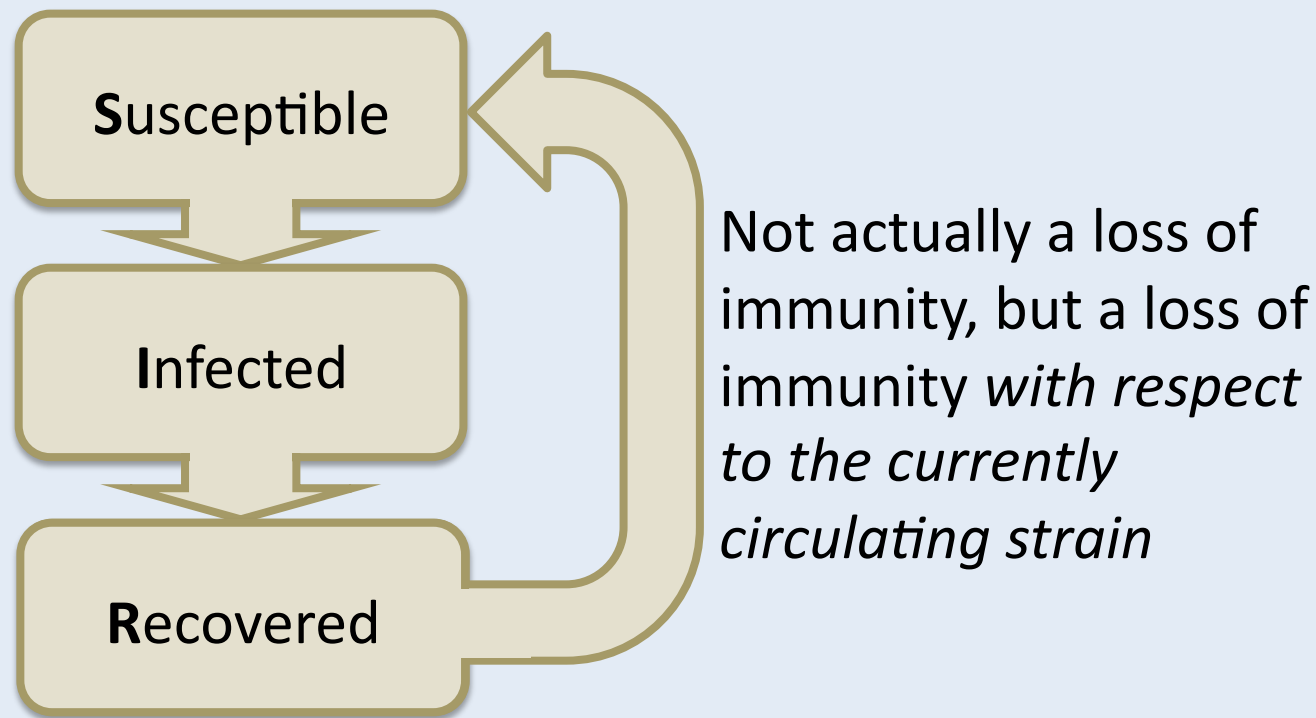 Susceptible
Infected
Recovered
Not actually a loss of
immunity, but a loss of
immunity with respect
to the currently
circulating strain